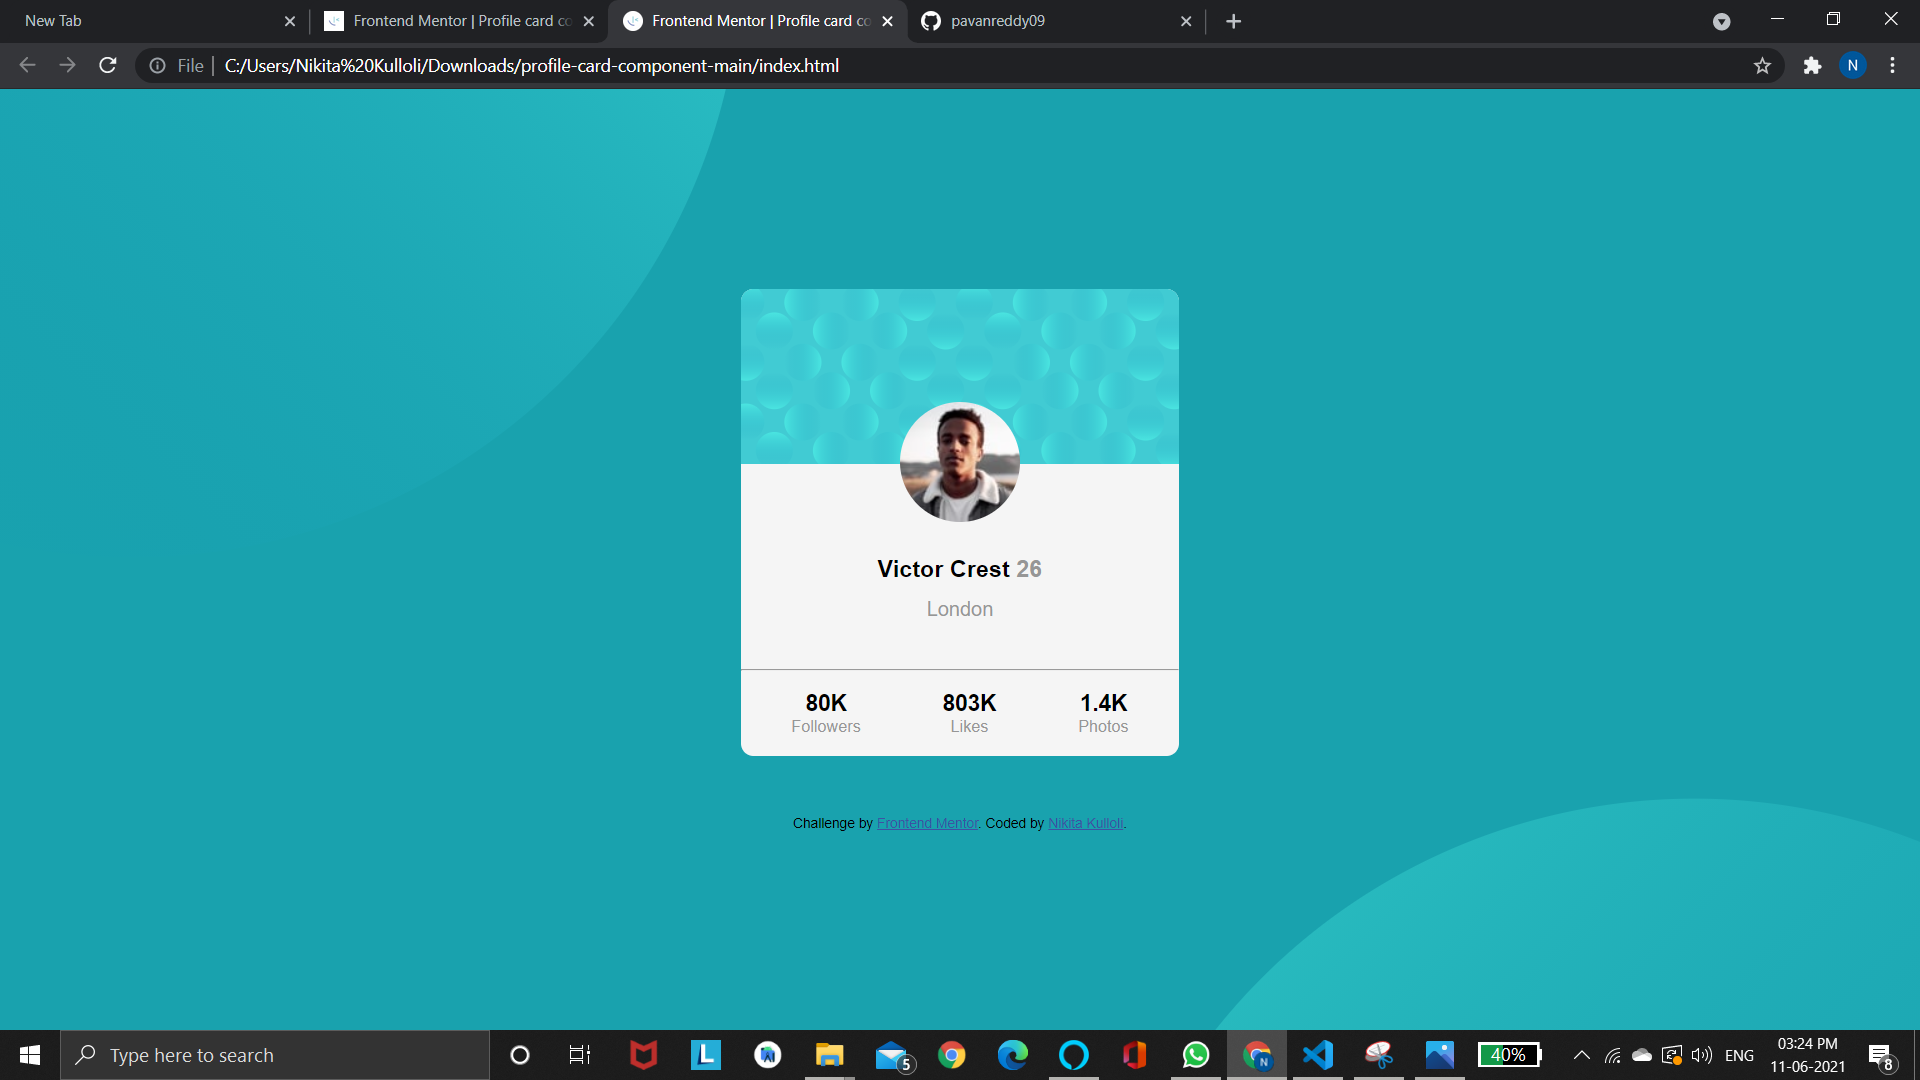 New Tab
Frontend Mentor | Profile card co
Frontend Mentor | Profile card co
pavanreddy09
File
C:/Users/Nikita%20Kulloli/Downloads/profile-card-component-main/index.html
N
Victor Crest 26
London
80K 803K 1.4K
Followers Likes Photos
Challenge by Frontend Mentor. Coded by Nikita Kulloli.
Type here to search
L
5
N
40%
ENG
03:24 PM
11-06-2021
8